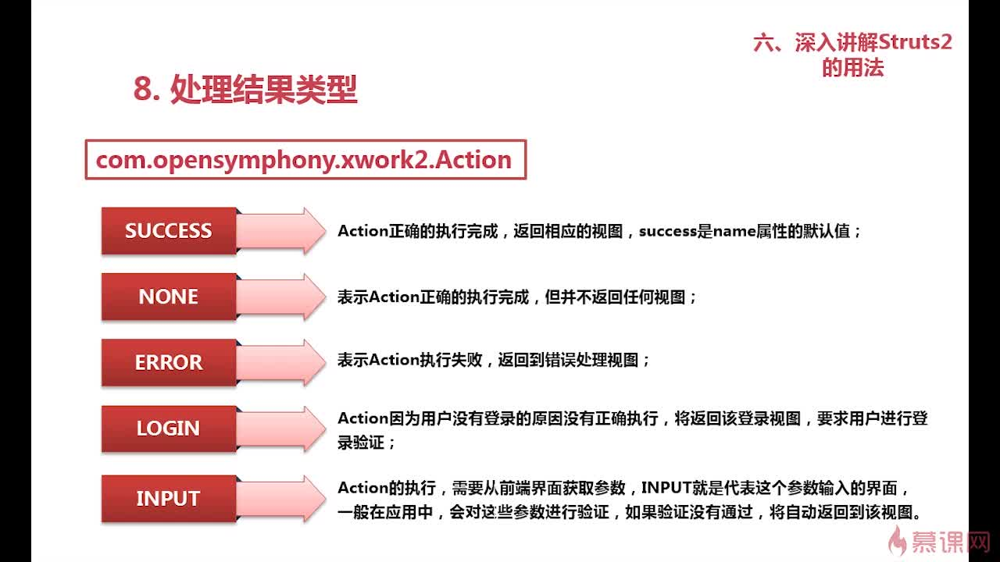 六、深入讲解Struts2
的用法
8. 处理结果类型
com.opensymphony.xwork2.Action
SUCCESS
Action正确的执行完成，返回相应的视图，success是name属性的默认值；
NONE
表示Action正确的执行完成，但并不返回任何视图；
ERROR
表示Action执行失败，返回到错误处理视图；
LOGIN
Action因为用户没有登录的原因没有正确执行，将返回该登录视图，要求用户进行登
录验证；
INPUT
Action的执行，需要从前端界面获取参数，INPUT就是代表这个参数输入的界面，
一般在应用中，会对这些参数进行验证，如果验证没有通过，将自动返回到该视图。
慕课网